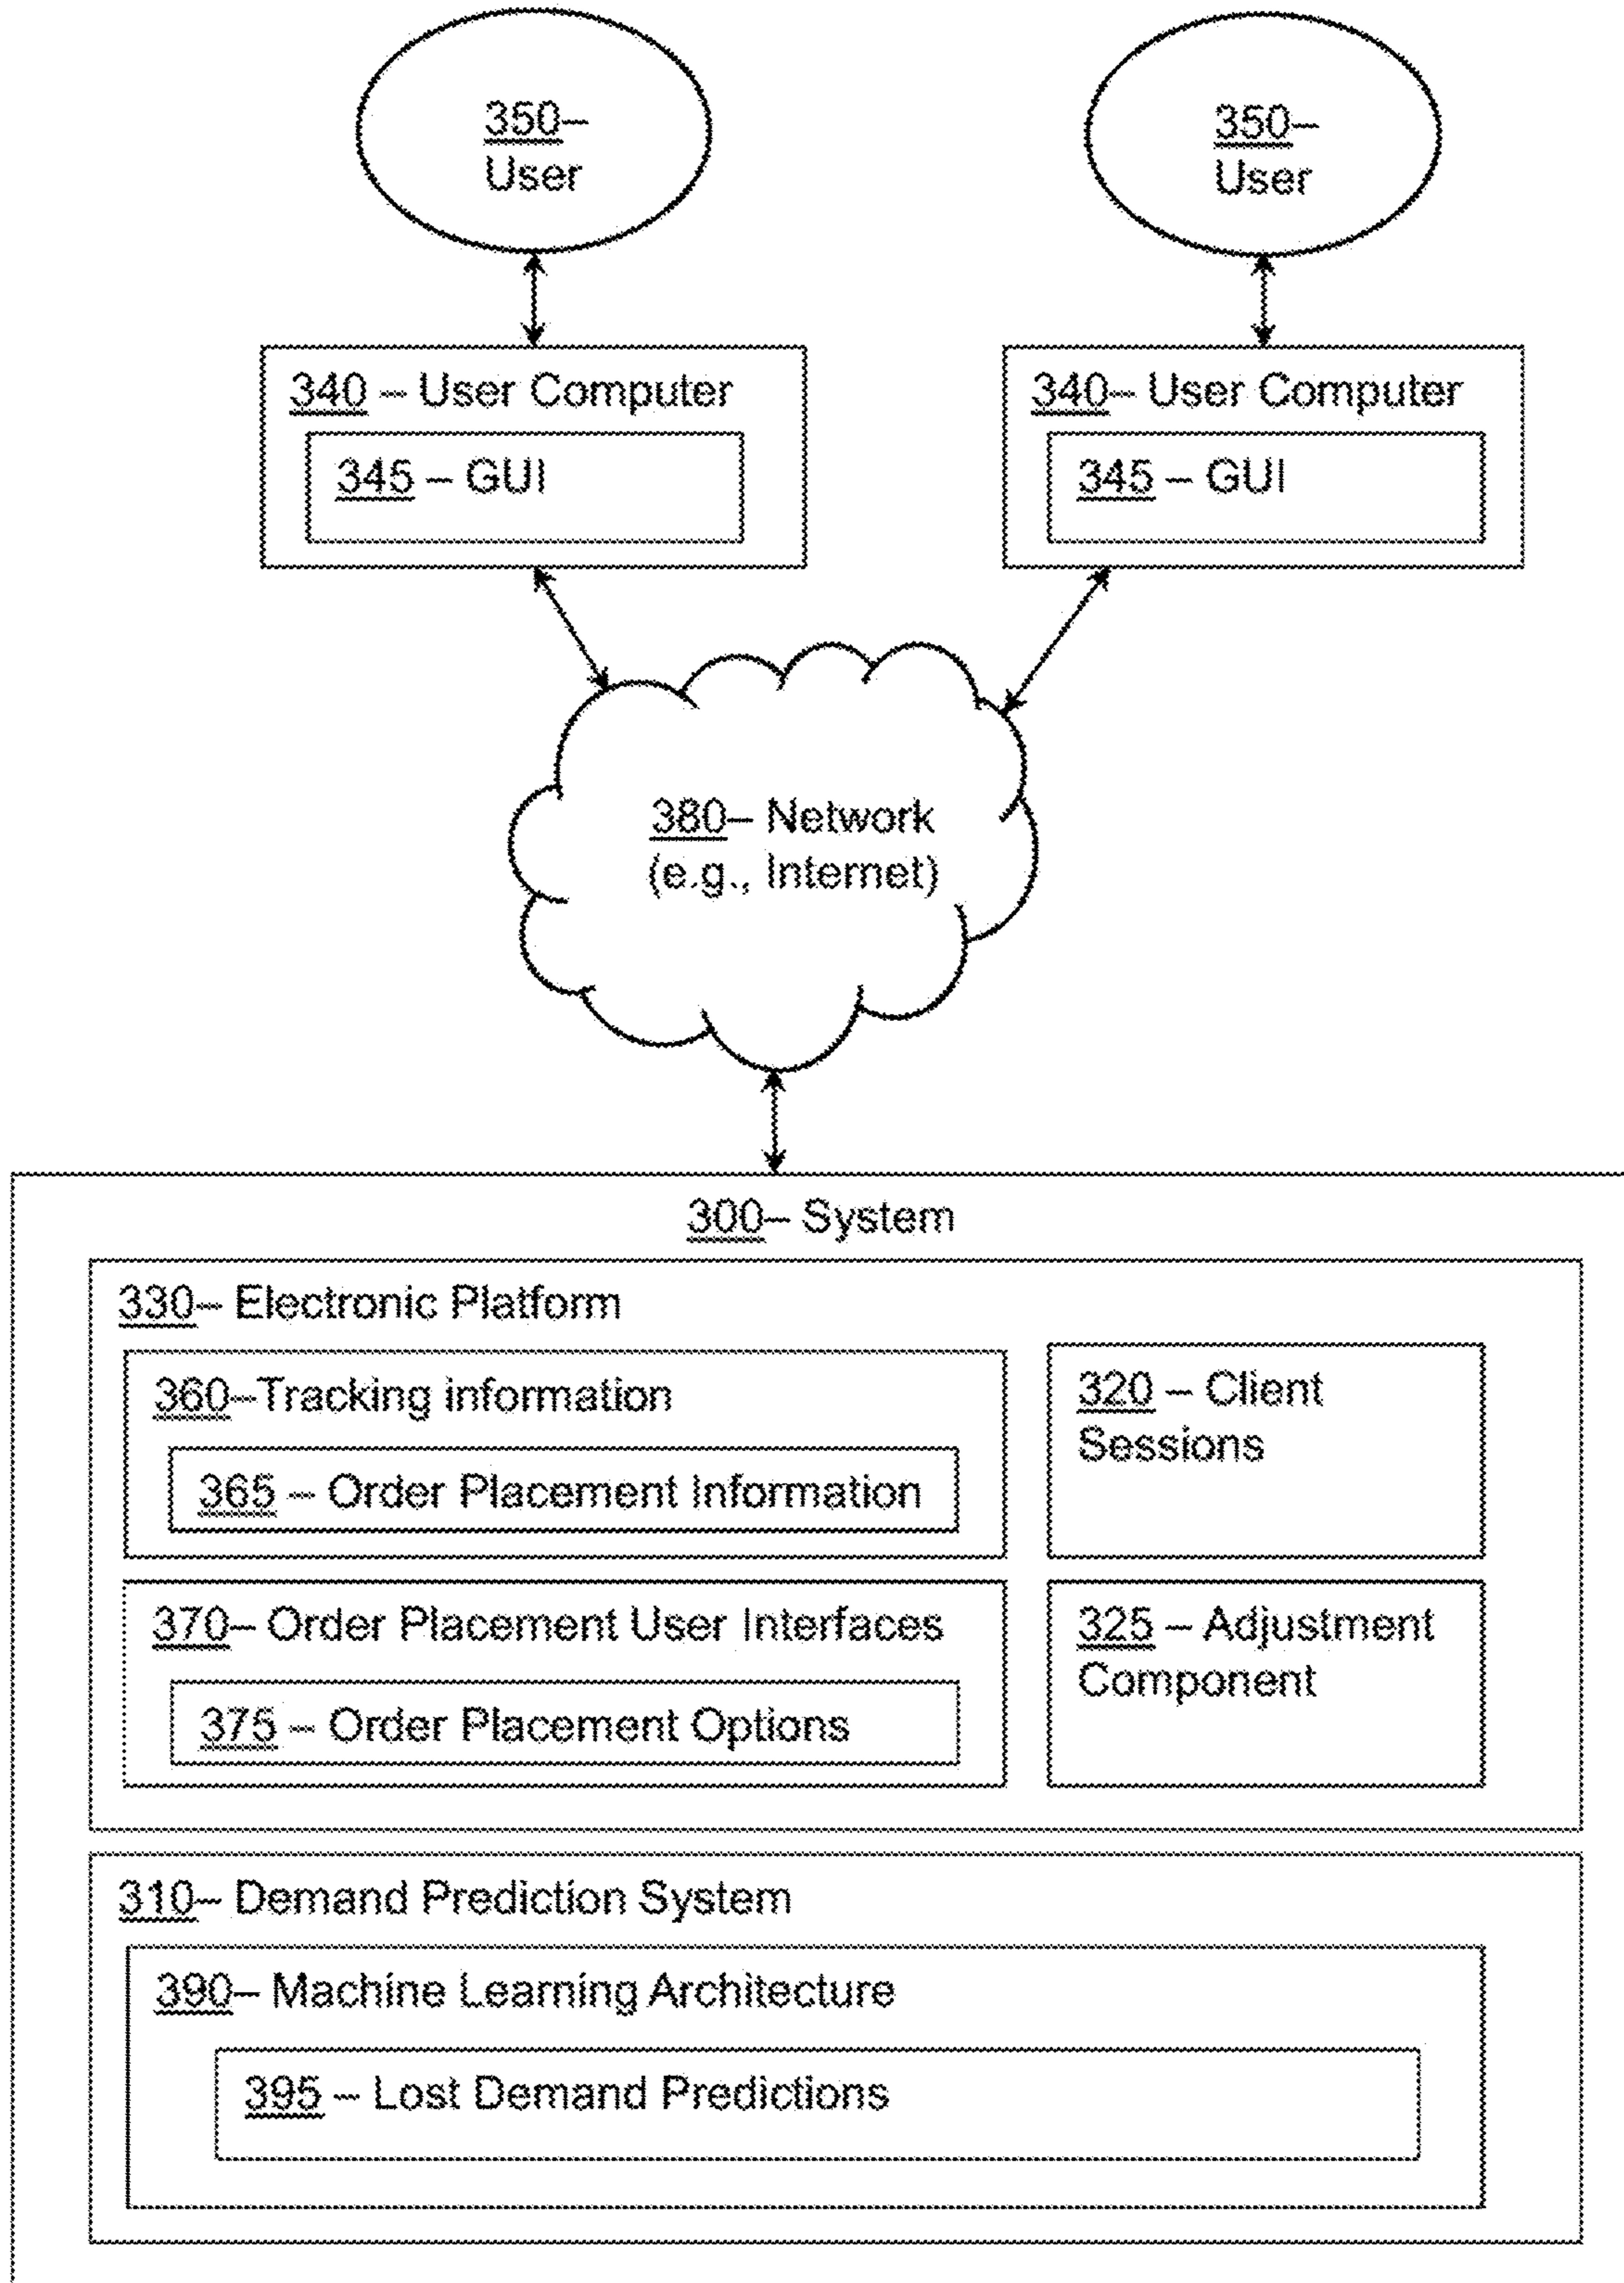 350–
User
350–
User
340 – User Computer
345 – GUI
340– User Computer
345 – GUI
380– Network
(e.g., Internet)
300– System
330– Electronic Platform
360–Tracking information
365 – Order Placement Information
320 – Client
Sessions
370– Order Placement User Interfaces
375 – Order Placement Options
325 – Adjustment
Component
310– Demand Prediction System
390– Machine Learning Architecture
395 – Lost Demand Predictions